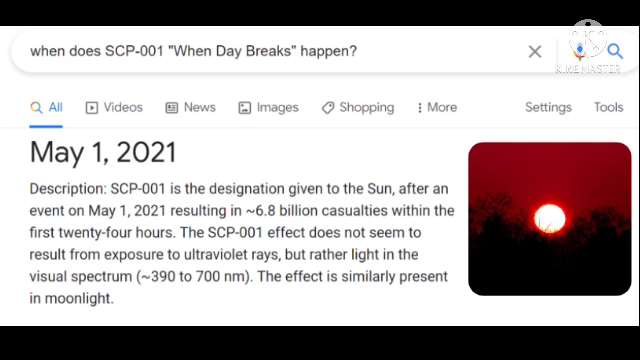 when does SCP-001 "When Day Breaks" happen?
KINEMASTER
All Videos News Images Shopping More Settings Tools
May 1, 2021
Description: SCP-001 is the designation given to the Sun, after an
event on May 1, 2021 resulting in ~6.8 billion casualties within the
first twenty-four hours. The SCP-001 effect does not seem to
result from exposure to ultraviolet rays, but rather light in the
visual spectrum (~390 to 700 nm). The effect is similarly present
in moonlight.